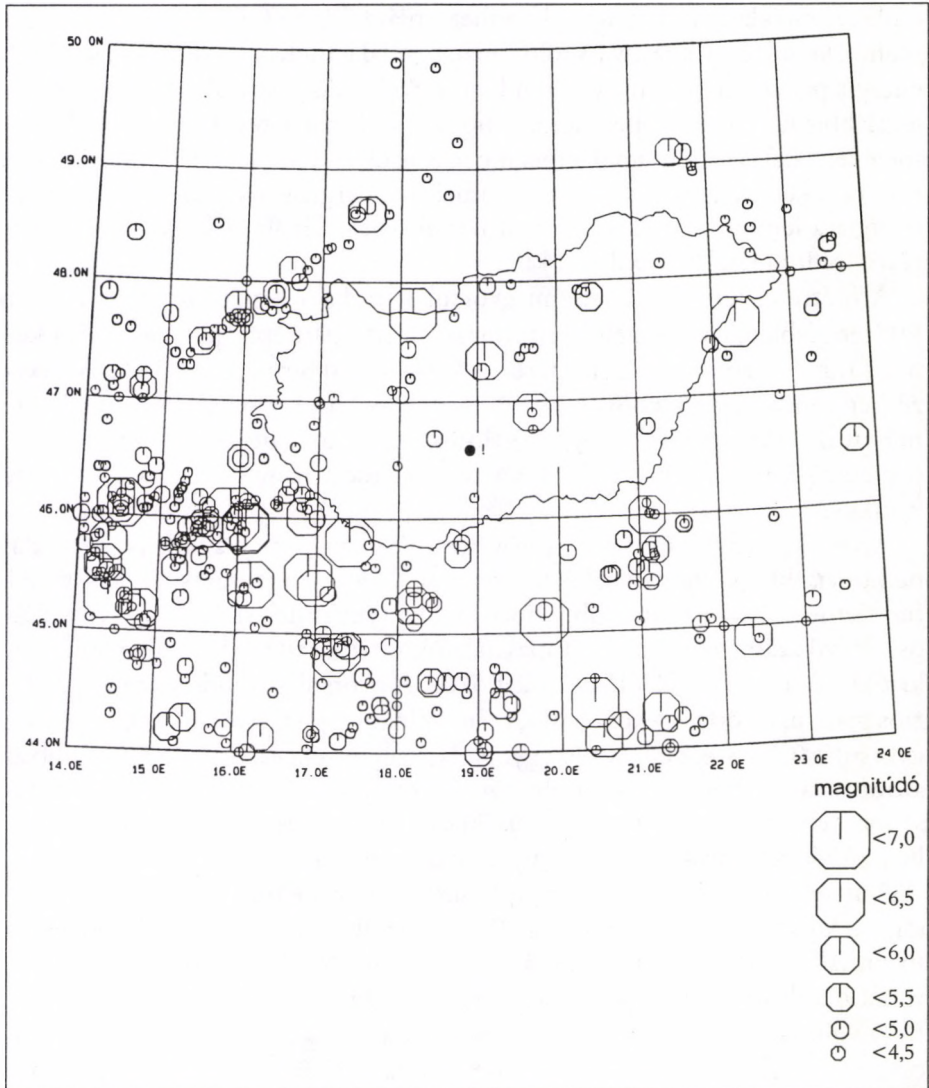 50 0N
49.0N
48.0N
47 0N
46.0N
45.0N
44 0N
14.0E 15 0E 16.0E 17.0E 18.0E 19.0E 20.0E 21 0E 22 0E 23 0E 24 0E
!
magnitúdó
<7,0
<6,5
<6,0
<5,5
<5,0
<4,5